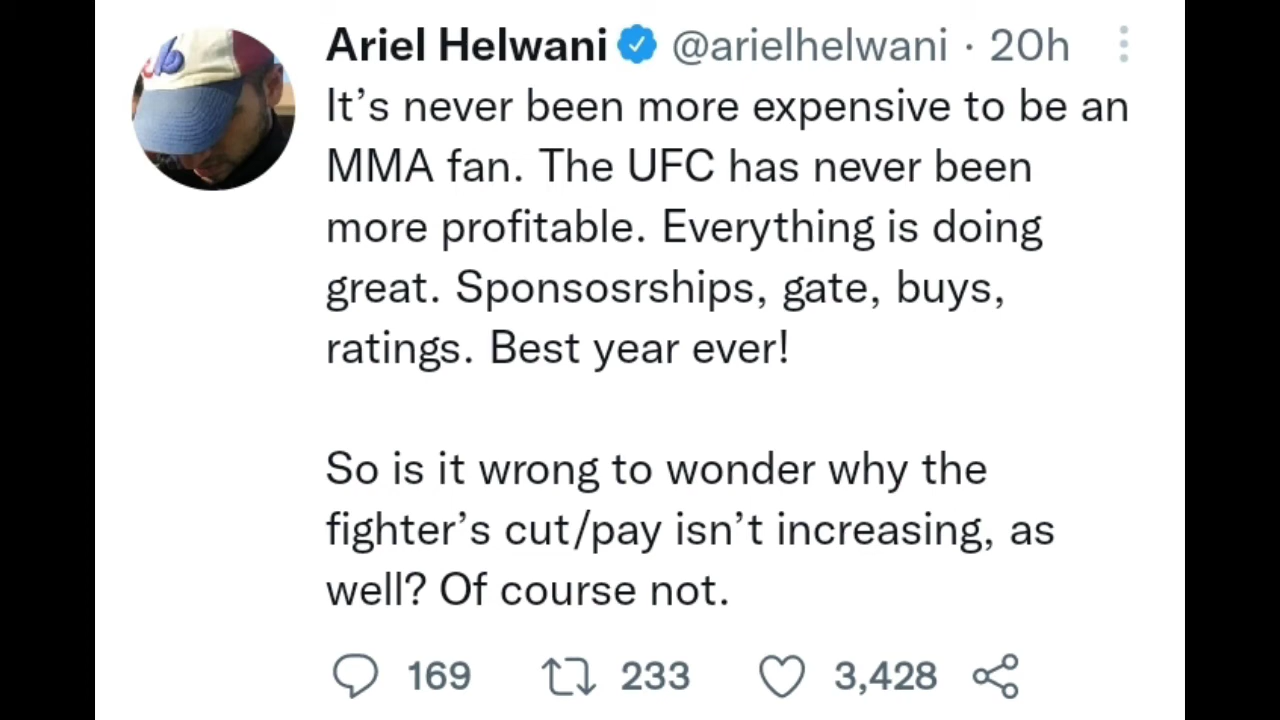 Ariel Helwani @arielhelwani · 20h
It’s never been more expensive to be an
MMA fan. The UFC has never been
more profitable. Everything is doing
great. Sponsosrships, gate, buys,
ratings. Best year ever!
So is it wrong to wonder why the
fighter’s cut/pay isn’t increasing, as
well? Of course not.
169 233 3,428